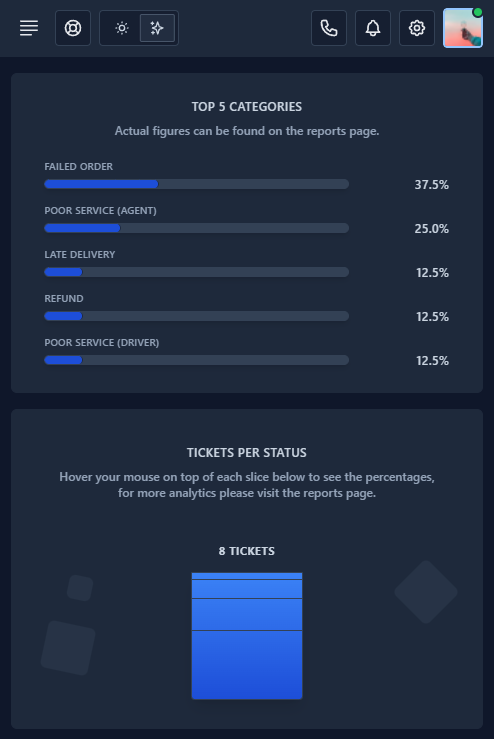 TOP 5 CATEGORIES
Actual figures can be found on the reports page.
FAILED ORDER
37.5%
POOR SERVICE (AGENT)
25.0%
LATE DELIVERY
12.5%
REFUND
12.5%
POOR SERVICE (DRIVER)
12.5%
TICKETS PER STATUS
Hover your mouse on top of each slice below to see the percentages,
for more analytics please visit the reports page.
8 TICKETS